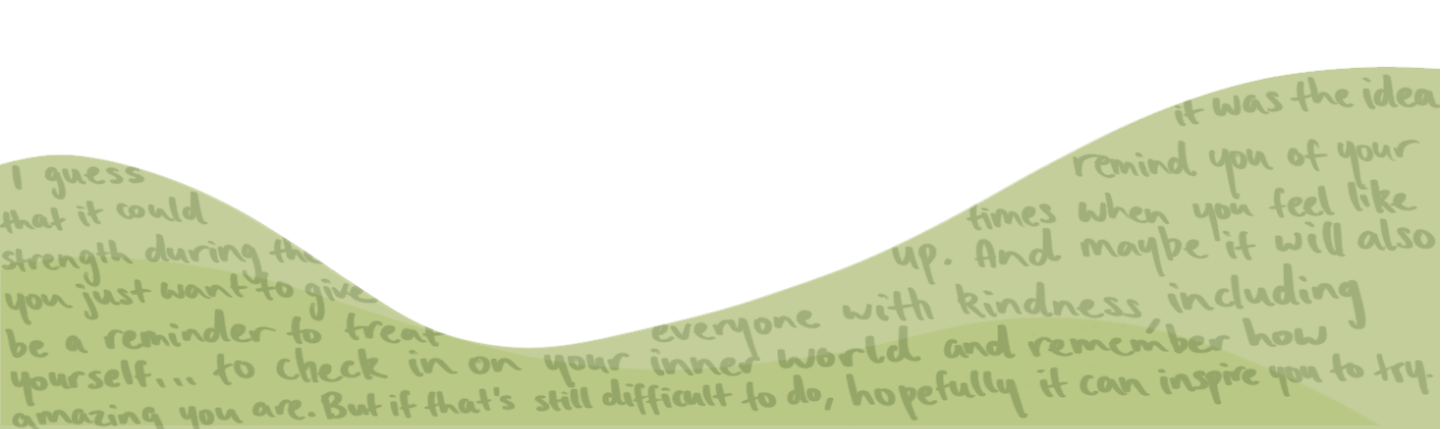 I guess it was the idea
that it could remind you of your
strength during times when you feel like
you just want to give up. And maybe it will also
be a reminder to treat everyone with kindness including
yourself... to check in on your inner world and remember how
amazing you are. But if that's still difficult to do, hopefully it can inspire you to try.